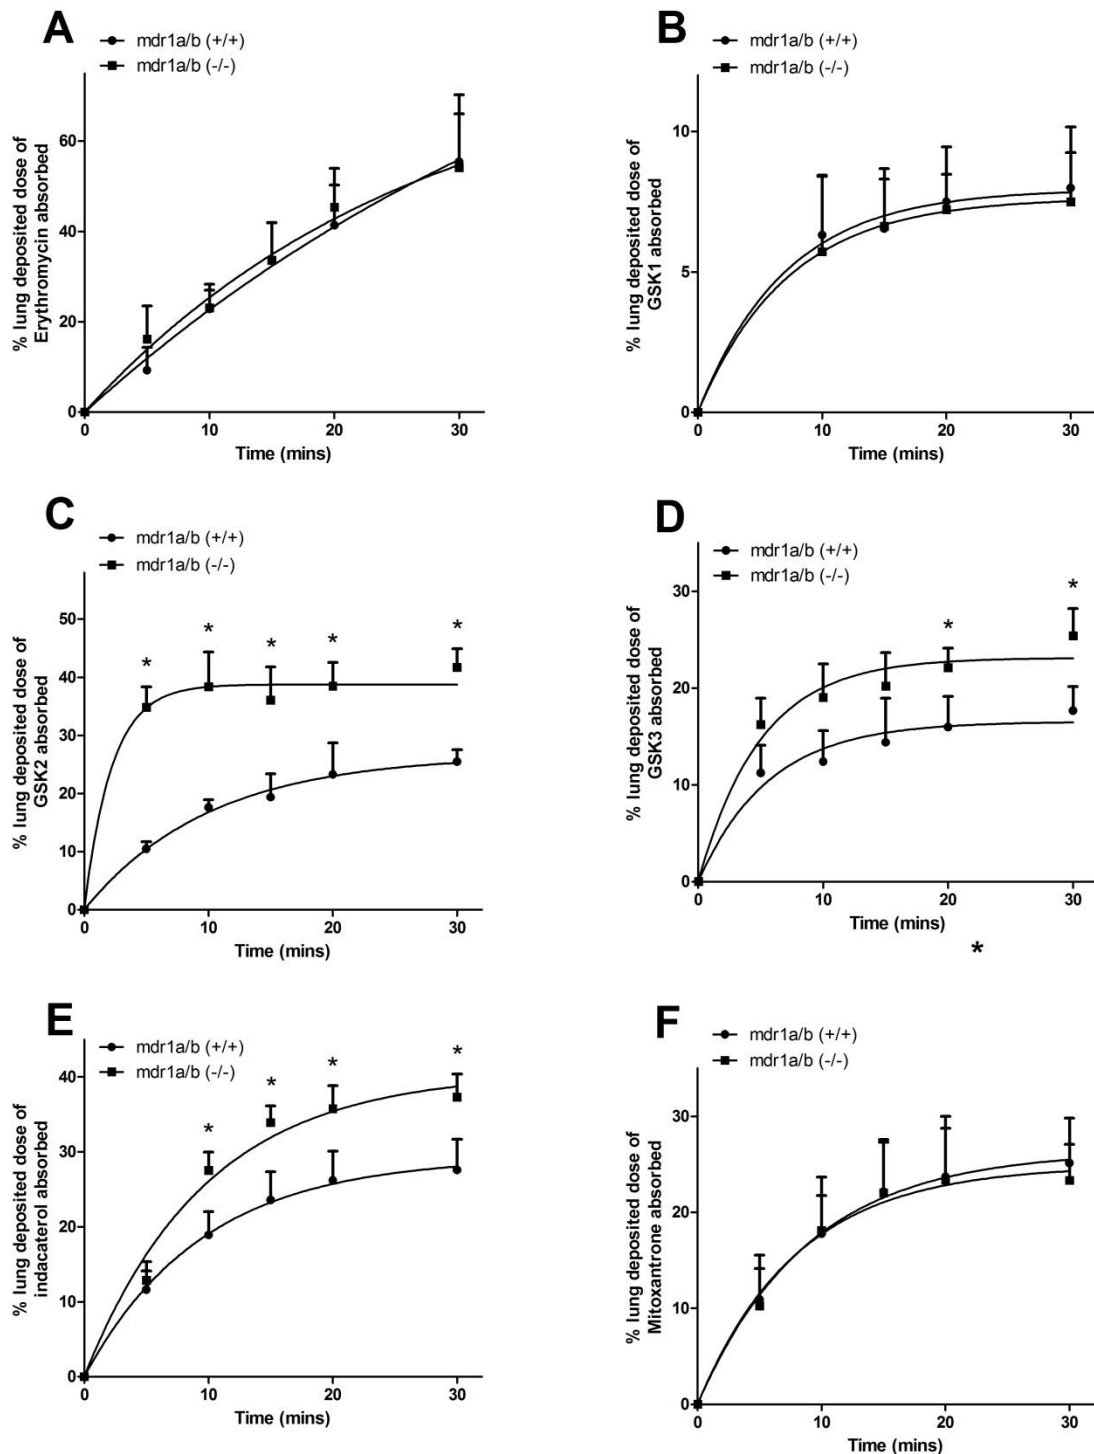 A
mdr1a/b (+/+)
mdr1a/b (-/-)
% lung deposited dose of
Erythromycin absorbed
60
40
20
0
0 10 20 30
Time (mins)
B
mdr1a/b (+/+)
mdr1a/b (-/-)
% lung deposited dose of
GSK1 absorbed
10
5
0
0 10 20 30
Time (mins)
C
mdr1a/b (+/+)
mdr1a/b (-/-)
% lung deposited dose of
GSK2 absorbed
50
40
30
20
10
0
* * * * *
0 10 20 30
Time (mins)
D
mdr1a/b (+/+)
mdr1a/b (-/-)
% lung deposited dose of
GSK3 absorbed
30
20
10
0
* *
0 10 20 30
Time (mins)
*
E
mdr1a/b (+/+)
mdr1a/b (-/-)
% lung deposited dose of
indacaterol absorbed
40
30
20
10
0
* * * *
0 10 20 30
Time (mins)
F
mdr1a/b (+/+)
mdr1a/b (-/-)
% lung deposited dose of
Mitoxantrone absorbed
30
20
10
0
0 10 20 30
Time (mins)